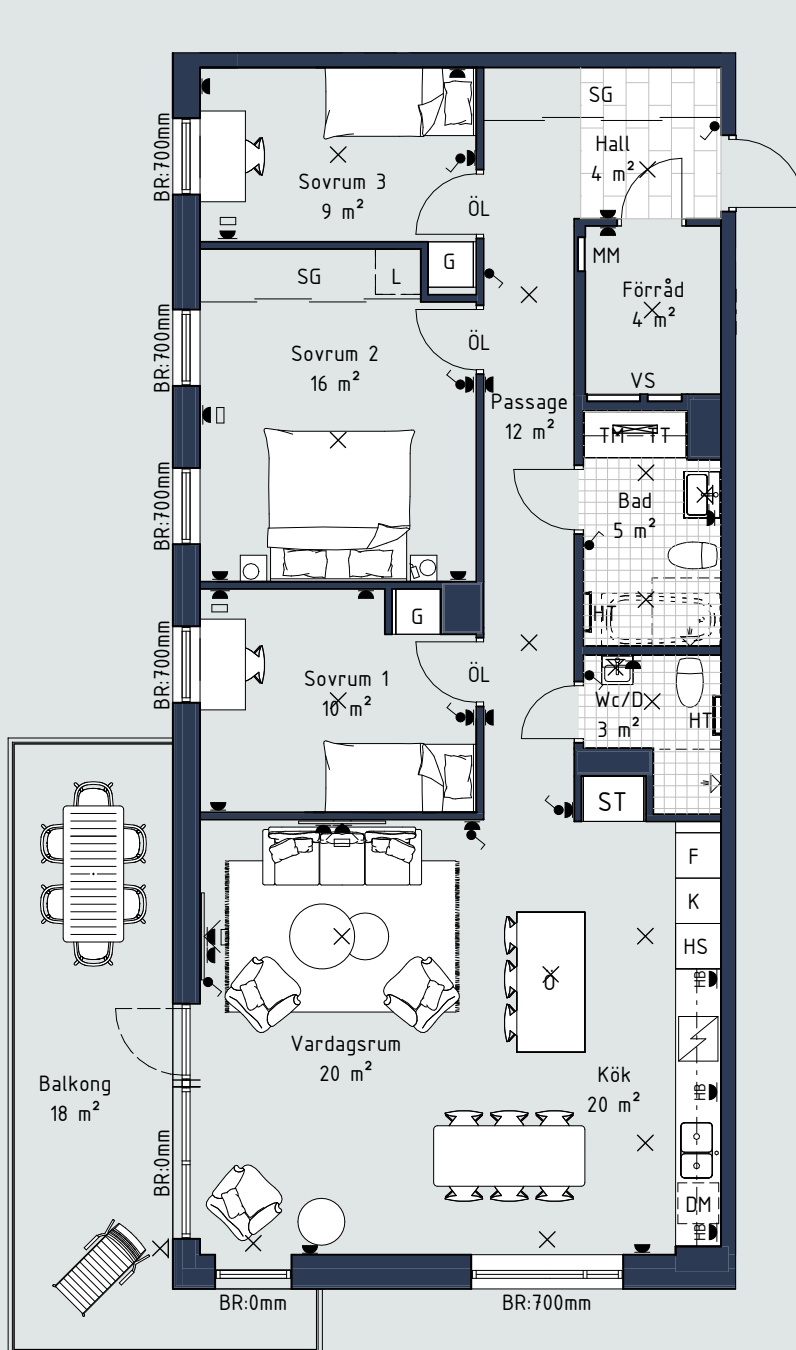 SG
Hall
4 m²
BR:700mm
Sovrum 3
9 m²
ÖL
G
MM
SG
L
Förråd
4 m²
BR:700mm
ÖL
Sovrum 2
16 m²
VS
Passage
12 m²
TM
TT
BR:700mm
Bad
5 m²
G
HT
BR:700mm
ÖL
Sovrum 1
10 m²
Wc/D
3 m²
HT
ST
F
K
HS
HB
Ö
Vardagsrum
20 m²
Kök
20 m²
HB
Balkong
18 m²
BR:0mm
DM
HB
BR:0mm
BR:700mm